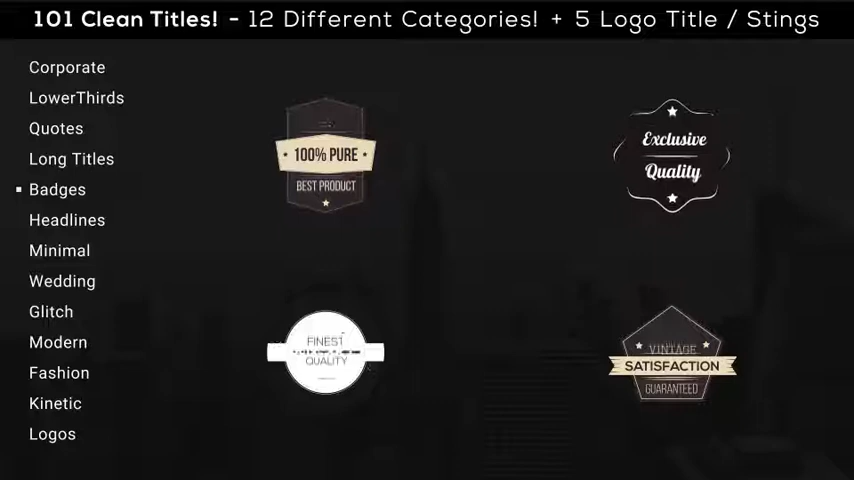 101 Clean Titles! - 12 Different Categories! + 5 Logo Title / Stings
Corporate
LowerThirds
Quotes
Long Titles
Badges
Headlines
Minimal
Wedding
Glitch
Modern
Fashion
Kinetic
Logos
100% PURE
BEST PRODUCT
Exclusive
Quality
FINEST
QUALITY
VINTAGE
SATISFACTION
GUARANTEED